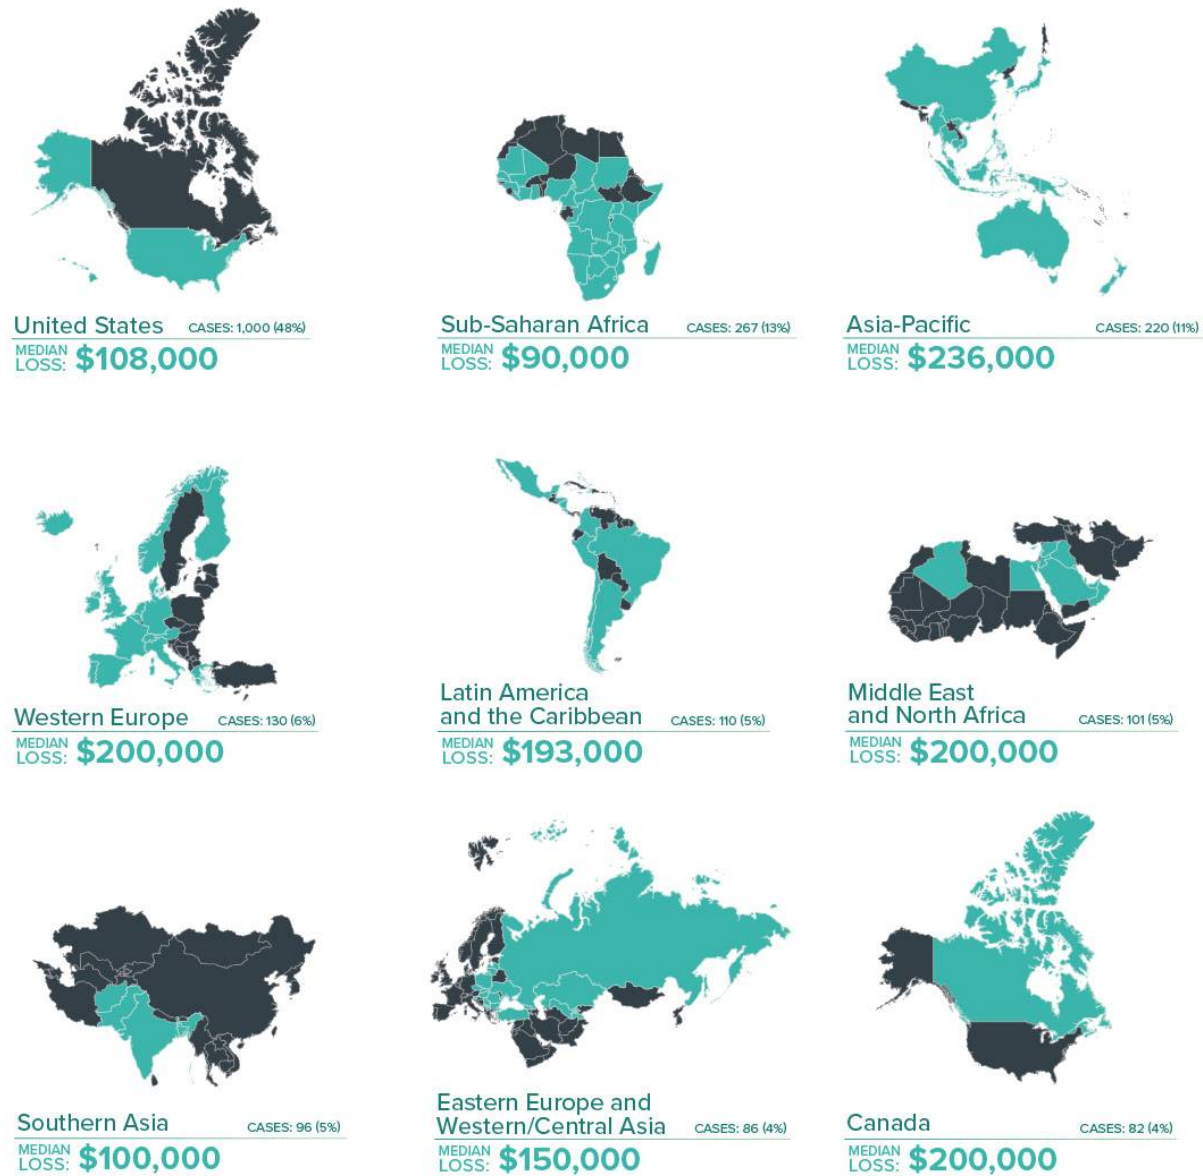 United States CASES: 1,000 (48%)
MEDIAN LOSS: $108,000
Sub-Saharan Africa CASES: 267 (13%)
MEDIAN LOSS: $90,000
Asia-Pacific CASES: 220 (11%)
MEDIAN LOSS: $236,000
Western Europe CASES: 130 (6%)
MEDIAN LOSS: $200,000
Latin America
and the Caribbean CASES: 110 (5%)
MEDIAN LOSS: $193,000
Middle East
and North Africa CASES: 101 (5%)
MEDIAN LOSS: $200,000
Southern Asia CASES: 96 (5%)
MEDIAN LOSS: $100,000
Eastern Europe and
Western/Central Asia CASES: 86 (4%)
MEDIAN LOSS: $150,000
Canada CASES: 82 (4%)
MEDIAN LOSS: $200,000